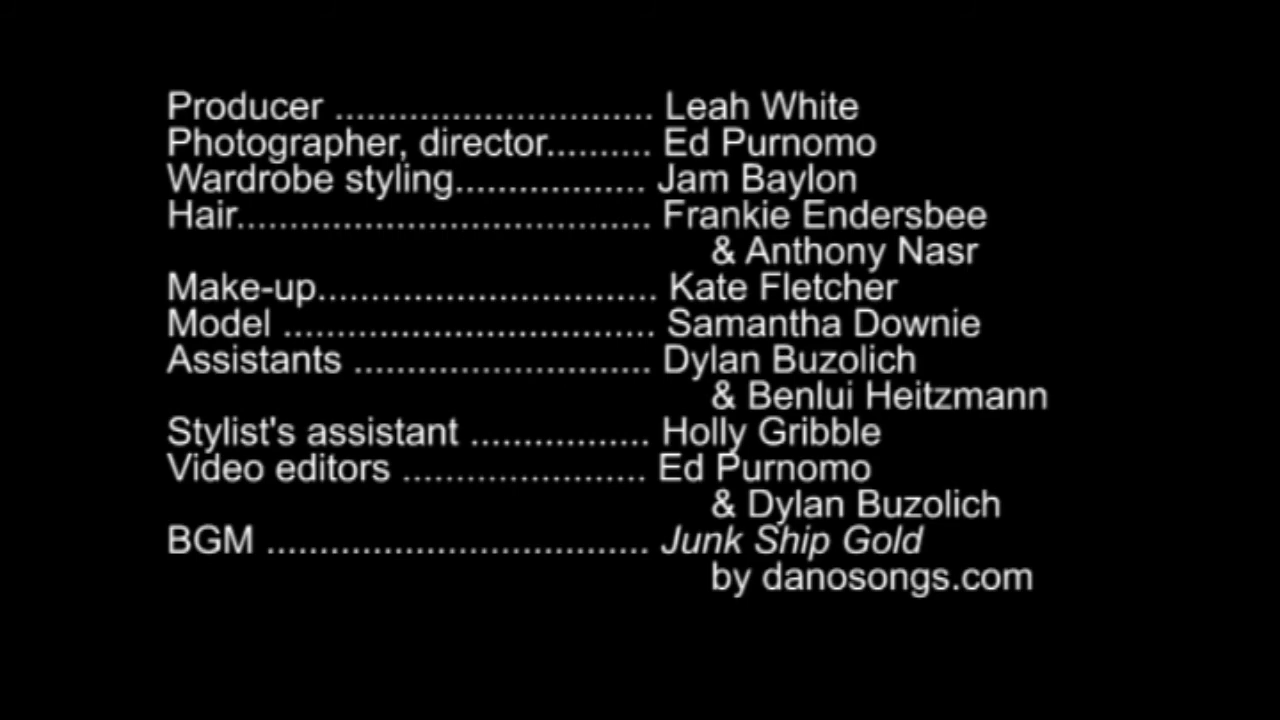 Producer .............................. Leah White
Photographer, director.......... Ed Purnomo
Wardrobe styling.................. Jam Baylon
Hair....................................... Frankie Endersbee
& Anthony Nasr
Make-up................................ Kate Fletcher
Model ................................... Samantha Downie
Assistants ............................ Dylan Buzolich
& Benlui Heitzmann
Stylist's assistant ................. Holly Gribble
Video editors ....................... Ed Purnomo
& Dylan Buzolich
BGM .................................... Junk Ship Gold
by danosongs.com